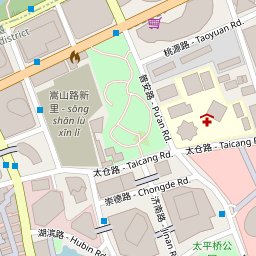 district
桃源路 - Taoyuan Rd.
嵩山路新
里 - sōng
shān lù
xīn lǐ
普安路 - Pu'an Rd.
太仓路 - Taicang Rd.
太仓路 - Taicang Rd.
崇德路 - Chongde Rd.
济南路 - Jinan Rd.
湖滨路 - Hubin Rd.
太平桥公